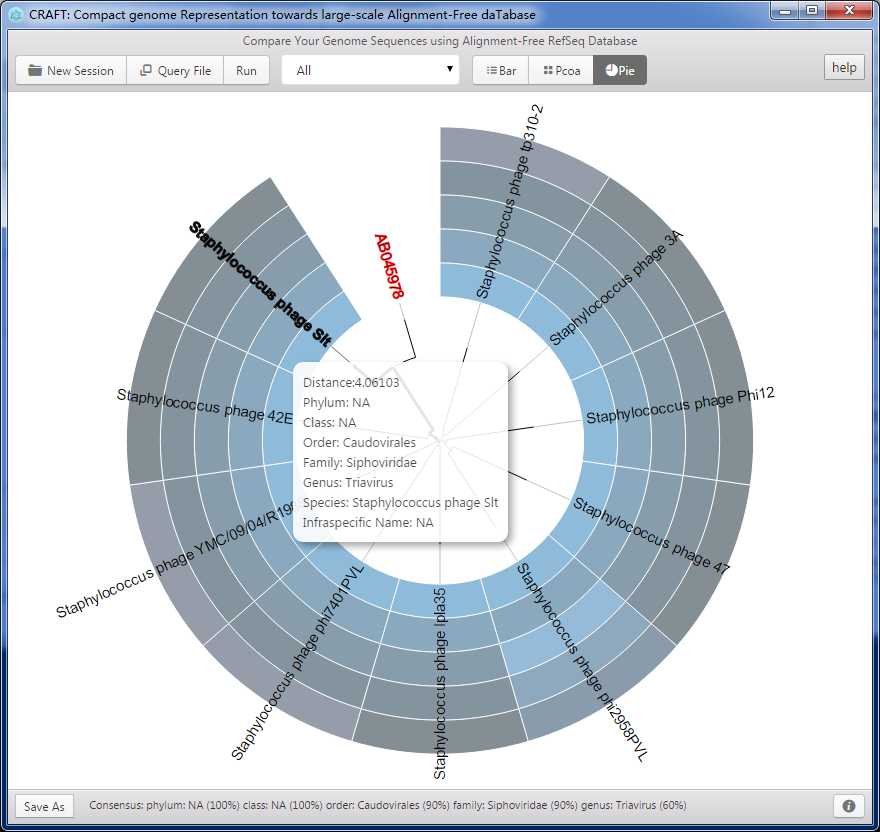 CRAFT: Compact genome Representation towards large-scale Alignment-Free daTabase
Compare Your Genome Sequences using Alignment-Free RefSeq Database
New Session
Query File
Run
All
Bar
Pcoa
Pie
help
Staphylococcus phage tp310-2
Staphylococcus phage 3A
Staphylococcus phage Phi12
Staphylococcus phage 47
Staphylococcus phage phi2958PVL
Staphylococcus phage Ipla35
Staphylococcus phage phi7401PVL
Staphylococcus phage
Staphylococcus phage 42E
Staphylococcus phage Slt
AB045978
Distance:4.06103
Phylum: NA
Class: NA
Order: Caudovirales
Family: Siphoviridae
Genus: Triavirus
Species: Staphylococcus phage Slt
Infraspecific Name: NA
Save As
Consensus: phylum: NA (100%) class: NA (100%) order: Caudovirales (90%) family: Siphoviridae (90%) genus: Triavirus (60%)